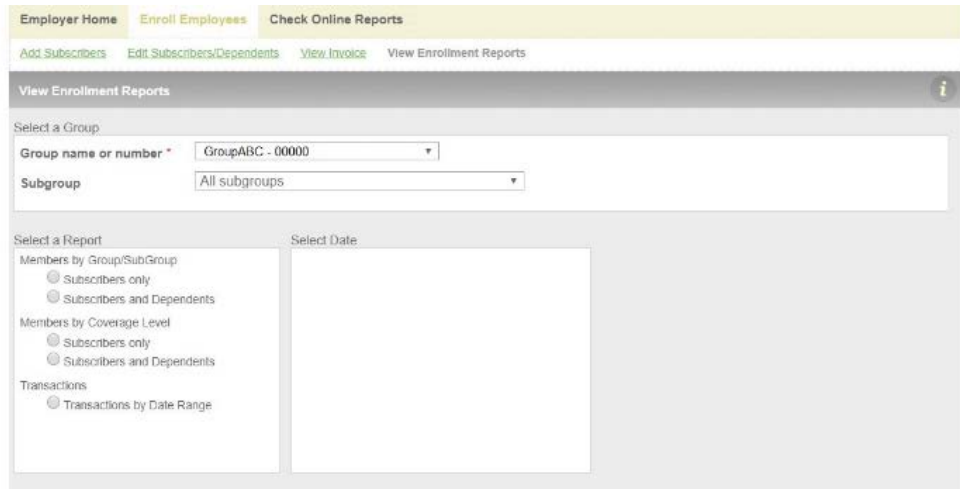 Employer Home Enroll Employees Check Online Reports
Add Subscribers Edit Subscribers/Dependents View Invoice View Enrollment Reports
View Enrollment Reports i
Select a Group
Group name or number * GroupABC - 00000
Subgroup All subgroups
Select a Report Select Date
Members by Group/SubGroup
Subscribers only
Subscribers and Dependents
Members by Coverage Level
Subscribers only
Subscribers and Dependents
Transactions
Transactions by Date Range